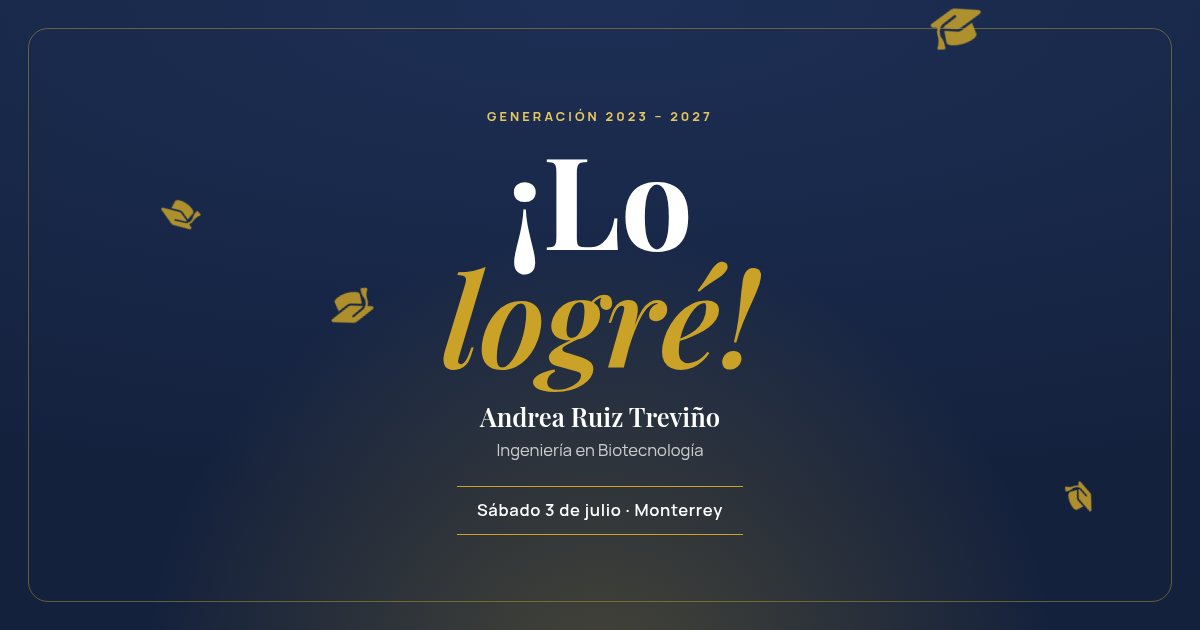 GENERACIÓN 2023 – 2027
¡Lo
logré!
Andrea Ruiz Treviño
Ingeniería en Biotecnología
Sábado 3 de julio · Monterrey